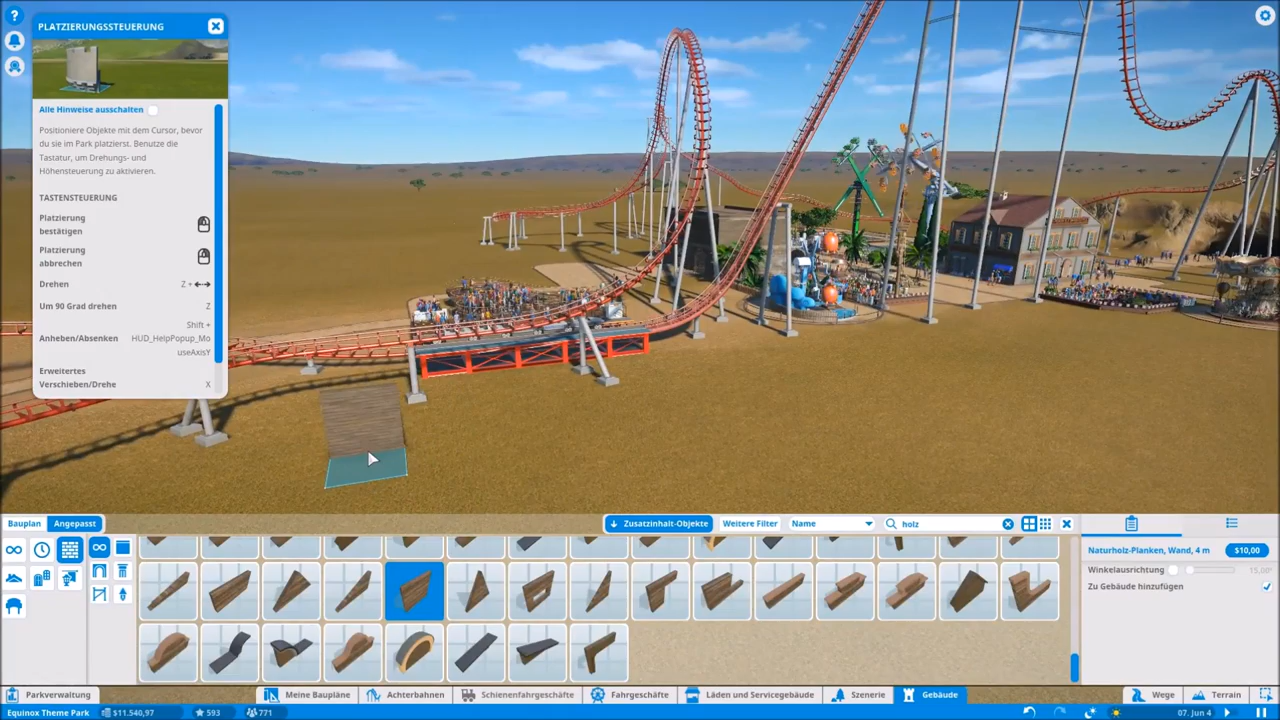 ?
PLATZIERUNGSSTEUERUNG
Alle Hinweise ausschalten
Positioniere Objekte mit dem Cursor, bevor
du sie im Park platzierst. Benutze die
Tastatur, um Drehungs- und
Höhensteuerung zu aktivieren.
TASTENSTEUERUNG
Platzierung
bestätigen
Platzierung
abbrechen
Drehen Z +
Um 90 Grad drehen Z
Shift +
Anheben/Absenken HUD_HelpPopup_Mo
useAxisY
Erweitertes
Verschieben/Drehe X
Bauplan Angepasst
Zusatzinhalt-Objekte Weitere Filter Name holz
Naturholz-Planken, Wand, 4 m $10,00
Winkelausrichtung 15,00°
Zu Gebäude hinzufügen
Parkverwaltung Meine Baupläne Achterbahnen Schienenfahrgeschäfte Fahrgeschäfte Läden und Servicegebäude Szenerie Gebäude Wege Terrain
Equinox Theme Park $11.540,97 593 771 07. Jun 4